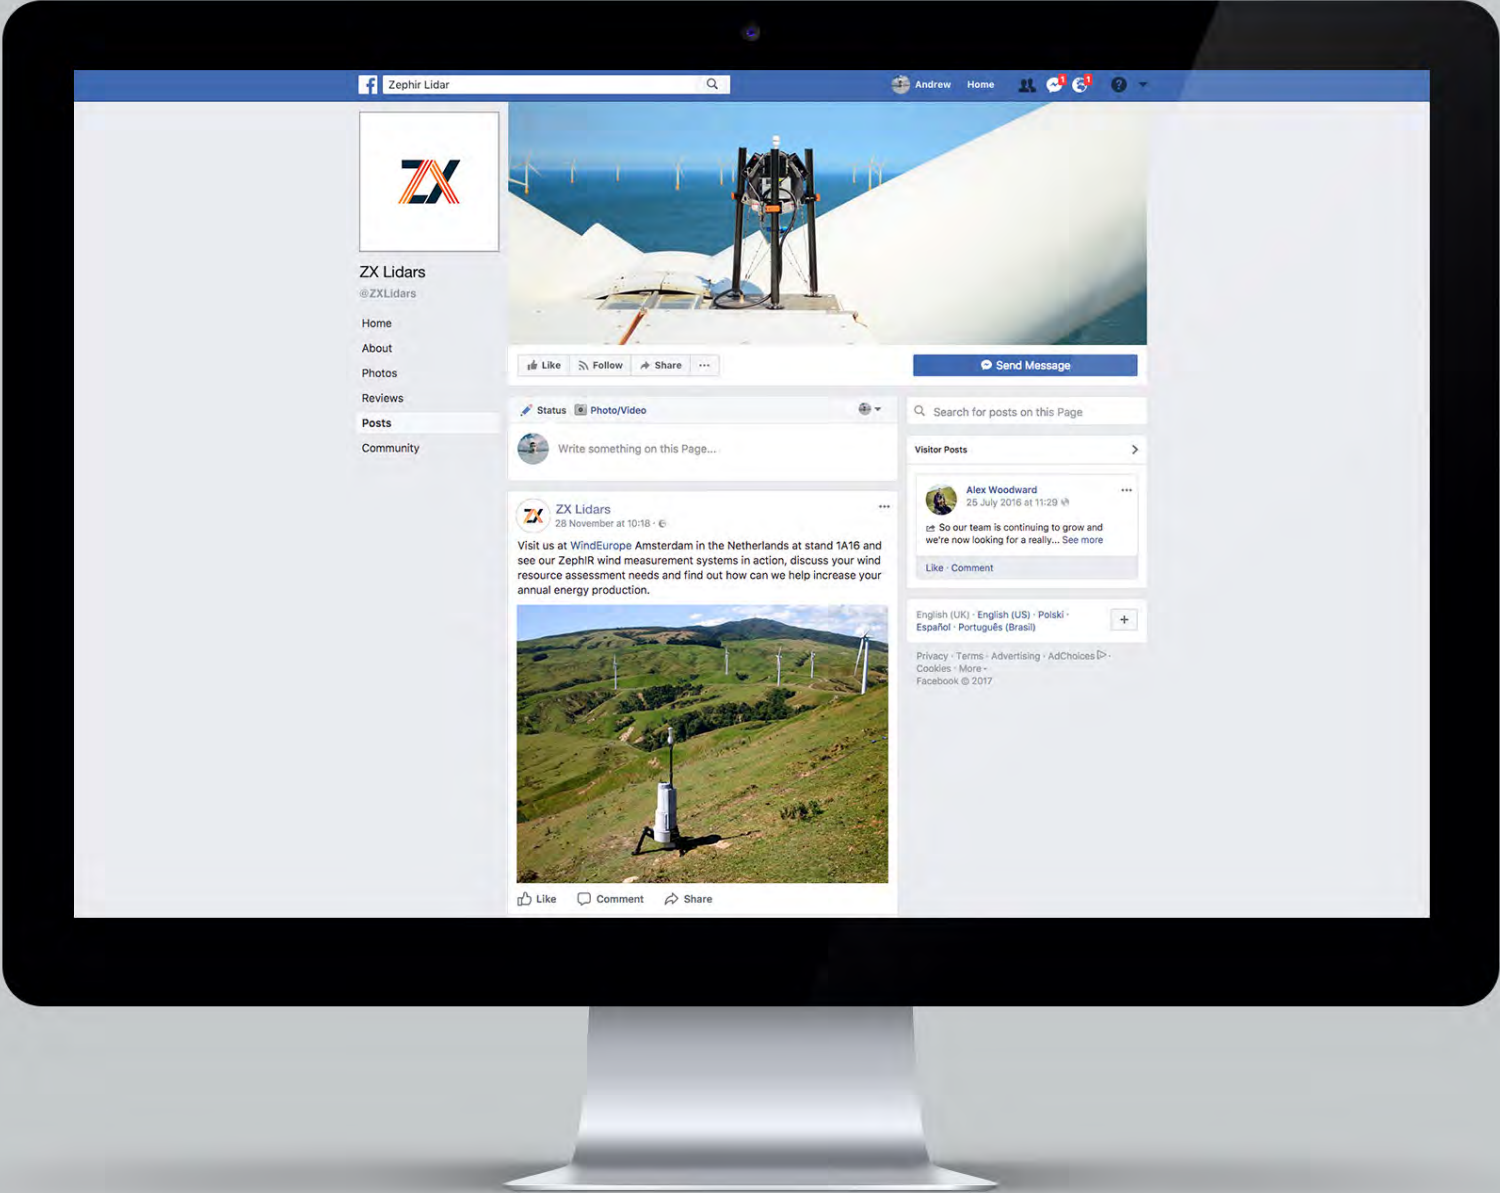 Zephir Lidar
Andrew Home
1 1
?
ZX
ZX Lidars
@ZXLidars
Home
About
Photos
Reviews
Posts
Community
Like Follow Share ...
Send Message
Status Photo/Video
Write something on this Page...
ZX
ZX Lidars
28 November at 10:18 ·
Visit us at WindEurope Amsterdam in the Netherlands at stand 1A16 and
see our ZephIR wind measurement systems in action, discuss your wind
resource assessment needs and find out how can we help increase your
annual energy production.
Like Comment Share
Search for posts on this Page
Visitor Posts
Alex Woodward
25 July 2016 at 11:29
So our team is continuing to grow and
we're now looking for a really... See more
Like · Comment
English (UK) · English (US) · Polski ·
Español · Português (Brasil)
+
Privacy · Terms · Advertising · AdChoices ·
Cookies · More
Facebook © 2017